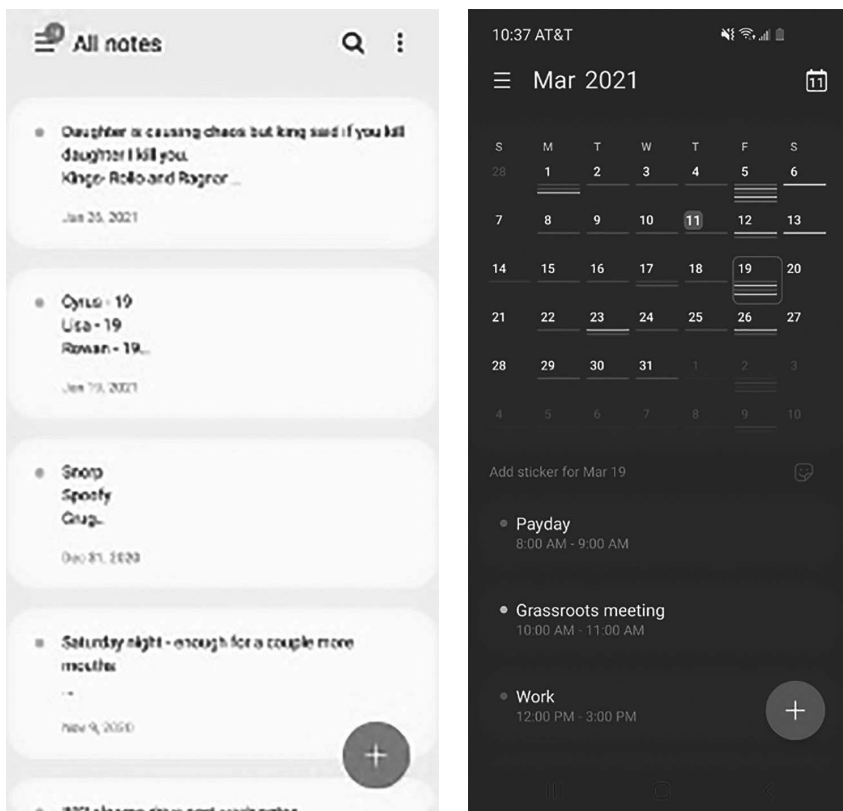 All notes
Daughter is causing chaos but king said if you kill
daughter I kill you.
Kings- Rollo and Ragnar ...
Jan 26, 2021
Cyrus - 19
Lisa - 19
Rowan - 19...
Jan 19, 2021
Snorp
Spoofy
Grug...
Dec 31, 2020
Saturday night - enough for a couple more
mouths
...
Nov 9, 2020
10:37 AT&T
Mar 2021
11
S M T W T F S
28 1 2 3 4 5 6
7 8 9 10 11 12 13
14 15 16 17 18 19 20
21 22 23 24 25 26 27
28 29 30 31 1 2 3
4 5 6 7 8 9 10
Add sticker for Mar 19
Payday
8:00 AM - 9:00 AM
Grassroots meeting
10:00 AM - 11:00 AM
Work
12:00 PM - 3:00 PM